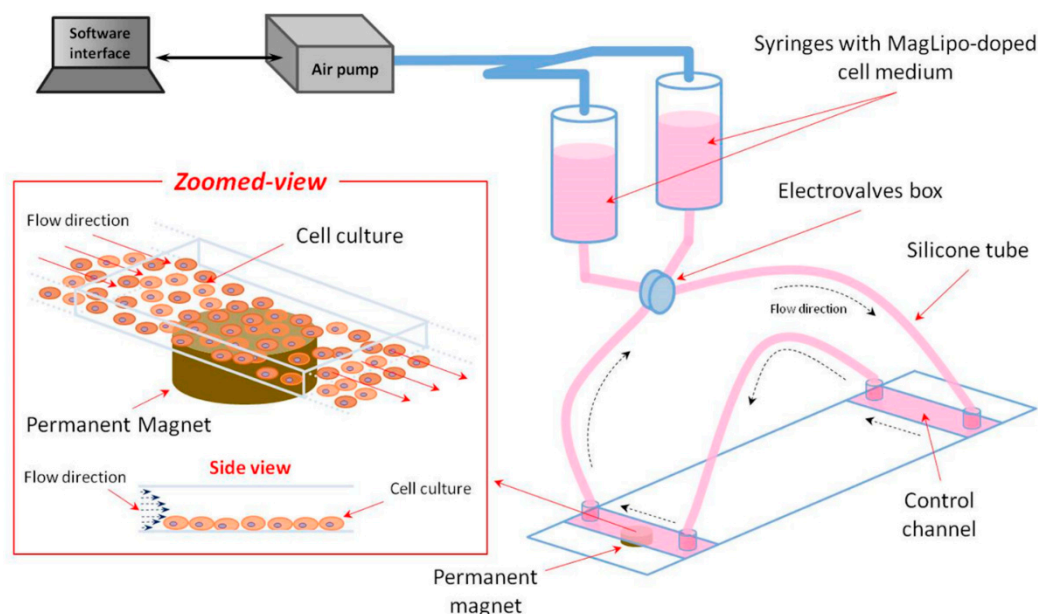 Software
interface
Air pump
Syringes with MagLipo-doped
cell medium
Electrovalves box
Silicone tube
Flow direction
Control
channel
Permanent
magnet
Zoomed-view
Flow direction
Cell culture
Permanent Magnet
Side view
Flow direction
Cell culture